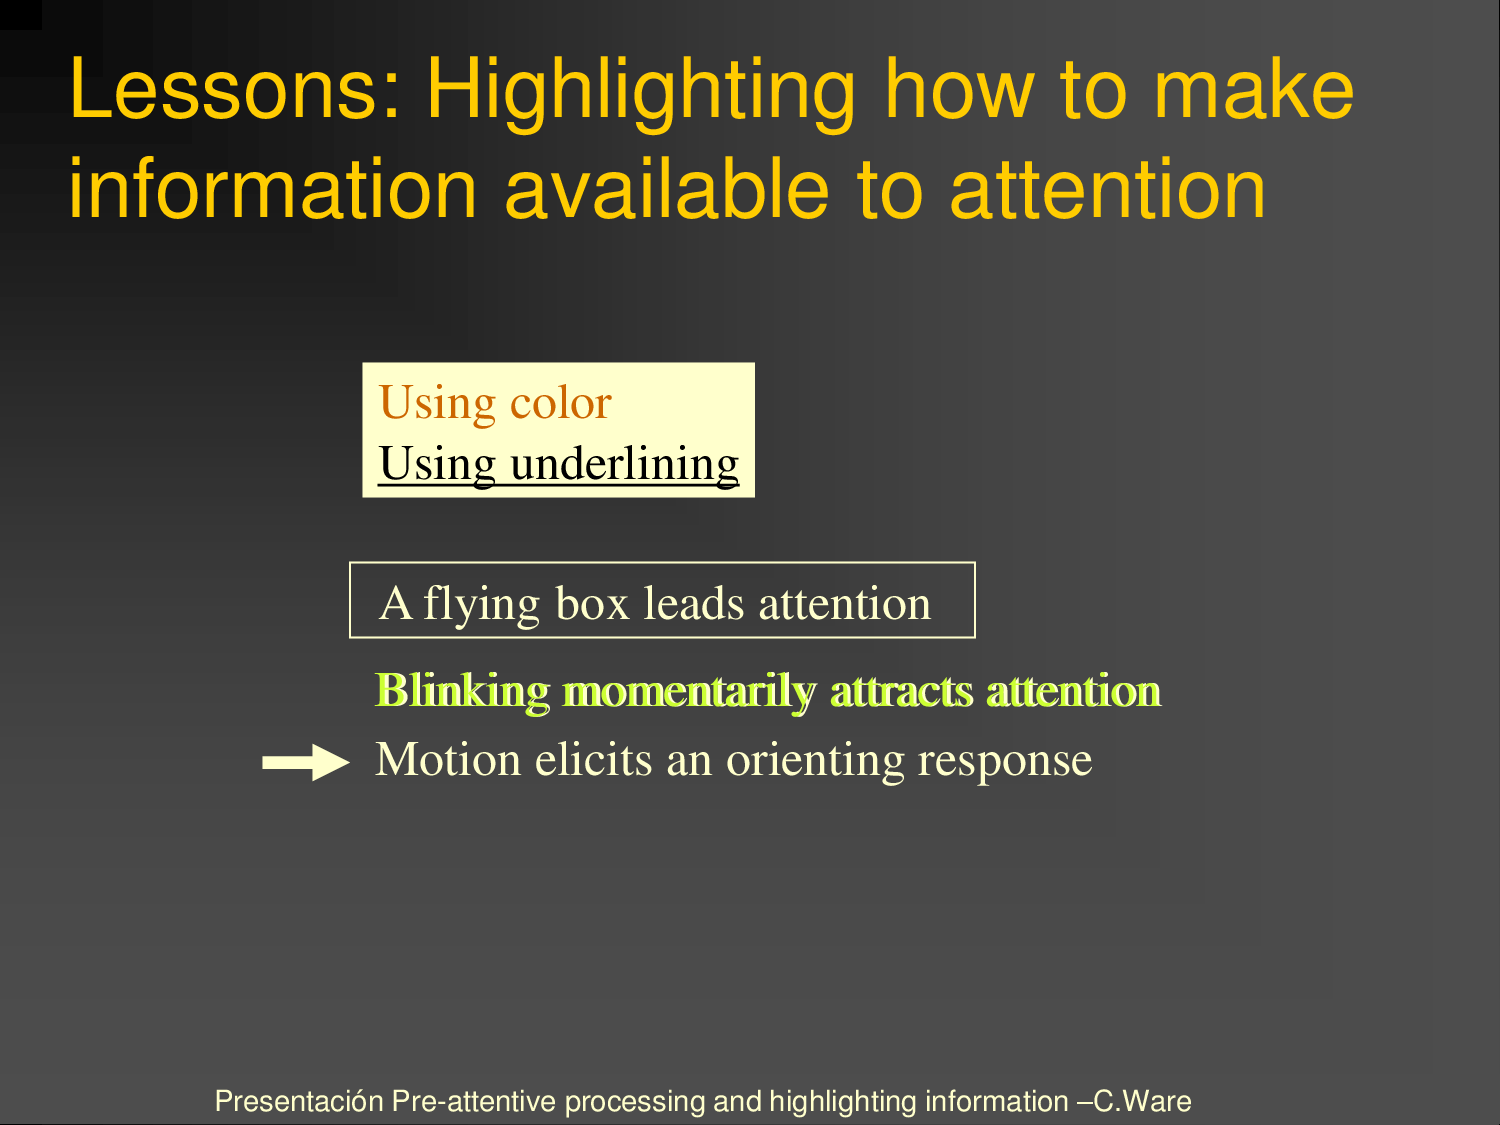 Lessons: Highlighting how to make
information available to attention
Using color
Using underlining
A flying box leads attention
Blinking momentarily attracts attention
Motion elicits an orienting response
Presentación Pre-attentive processing and highlighting information –C.Ware